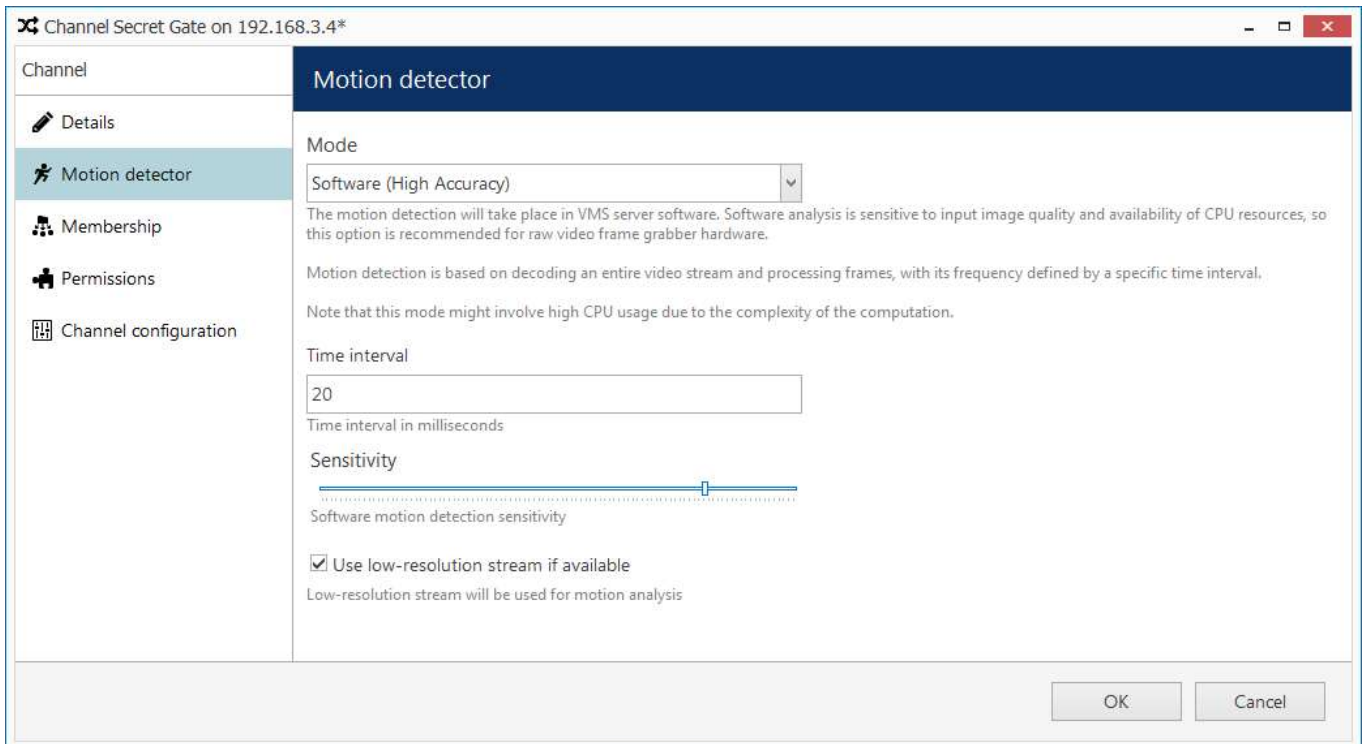 Channel Secret Gate on 192.168.3.4*
Channel
Details
Motion detector
Membership
Permissions
Channel configuration
Motion detector
Mode
Software (High Accuracy)
The motion detection will take place in VMS server software. Software analysis is sensitive to input image quality and availability of CPU resources, so
this option is recommended for raw video frame grabber hardware.
Motion detection is based on decoding an entire video stream and processing frames, with its frequency defined by a specific time interval.
Note that this mode might involve high CPU usage due to the complexity of the computation.
Time interval
20
Time interval in milliseconds
Sensitivity
Software motion detection sensitivity
Use low-resolution stream if available
Low-resolution stream will be used for motion analysis
OK
Cancel